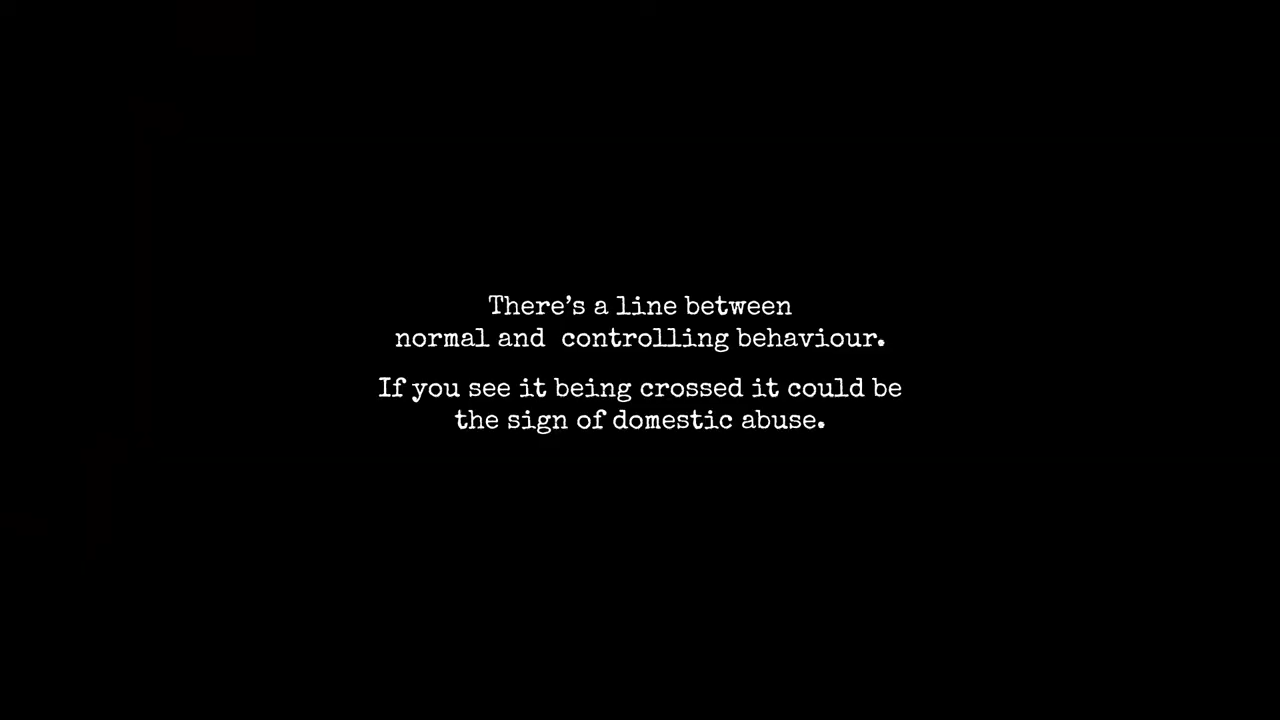 There's a line between
normal and controlling behaviour.
If you see it being crossed it could be
the sign of domestic abuse.